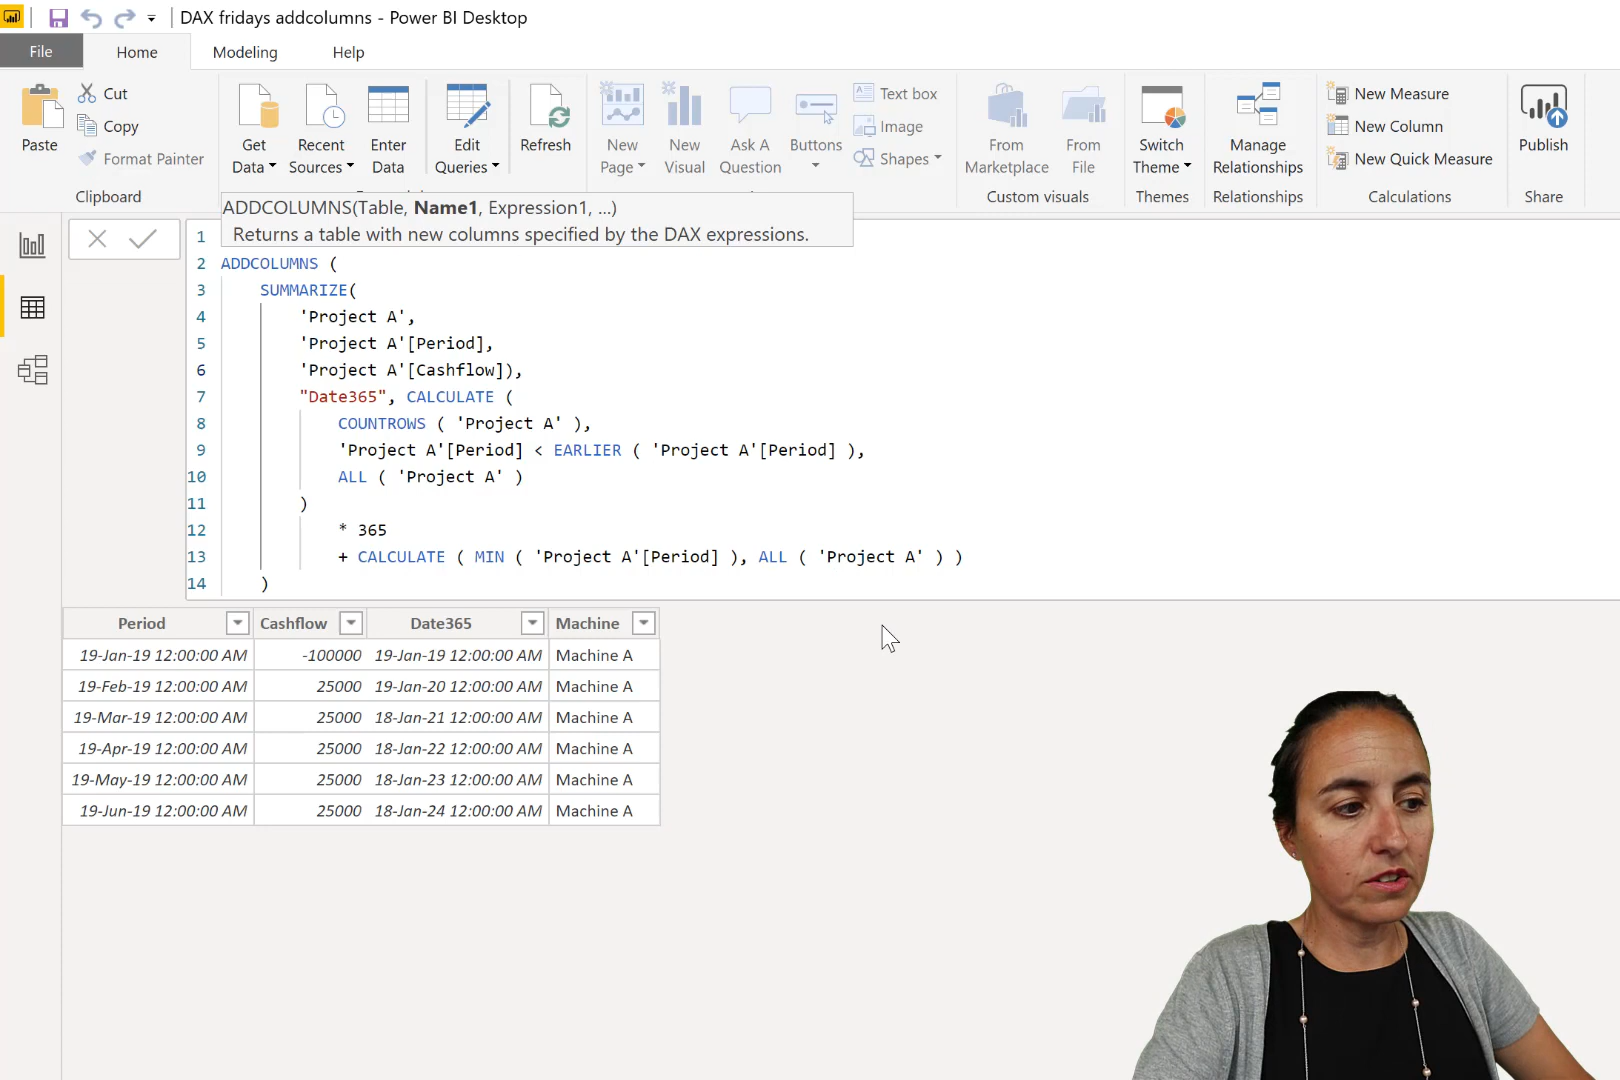 DAX fridays addcolumns - Power BI Desktop
File Home Modeling Help
Paste
Cut
Copy
Format Painter
Clipboard
Get Data
Recent Sources
Enter Data
Edit Queries
Refresh
New Page
New Visual
Ask A Question
Buttons
Text box
Image
Shapes
From Marketplace
From File
Custom visuals
Switch Theme
Themes
Manage Relationships
Relationships
New Measure
New Column
New Quick Measure
Calculations
Publish
Share
ADDCOLUMNS(Table, Name1, Expression1, ...)
Returns a table with new columns specified by the DAX expressions.
1
2 ADDCOLUMNS (
3 SUMMARIZE(
4 'Project A',
5 'Project A'[Period],
6 'Project A'[Cashflow]),
7 "Date365", CALCULATE (
8 COUNTROWS ( 'Project A' ),
9 'Project A'[Period] < EARLIER ( 'Project A'[Period] ),
10 ALL ( 'Project A' )
11 )
12 * 365
13 + CALCULATE ( MIN ( 'Project A'[Period] ), ALL ( 'Project A' ) )
14 )
Period Cashflow Date365 Machine
19-Jan-19 12:00:00 AM -100000 19-Jan-19 12:00:00 AM Machine A
19-Feb-19 12:00:00 AM 25000 19-Jan-20 12:00:00 AM Machine A
19-Mar-19 12:00:00 AM 25000 18-Jan-21 12:00:00 AM Machine A
19-Apr-19 12:00:00 AM 25000 18-Jan-22 12:00:00 AM Machine A
19-May-19 12:00:00 AM 25000 18-Jan-23 12:00:00 AM Machine A
19-Jun-19 12:00:00 AM 25000 18-Jan-24 12:00:00 AM Machine A